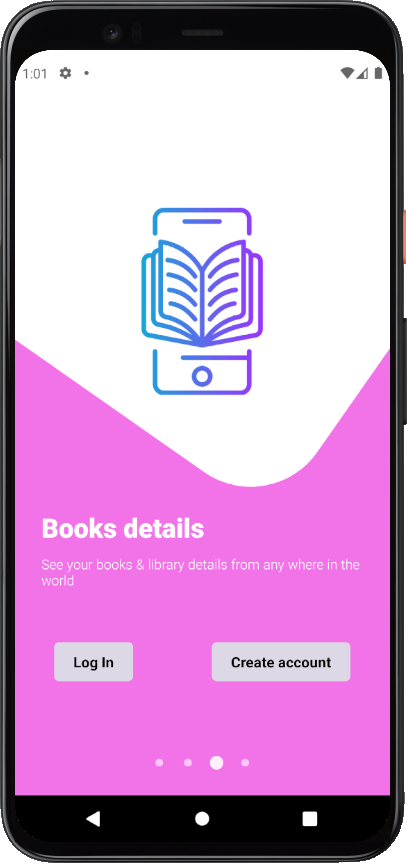 1:01
Books details
See your books & library details from any where in the
world
Log In
Create account